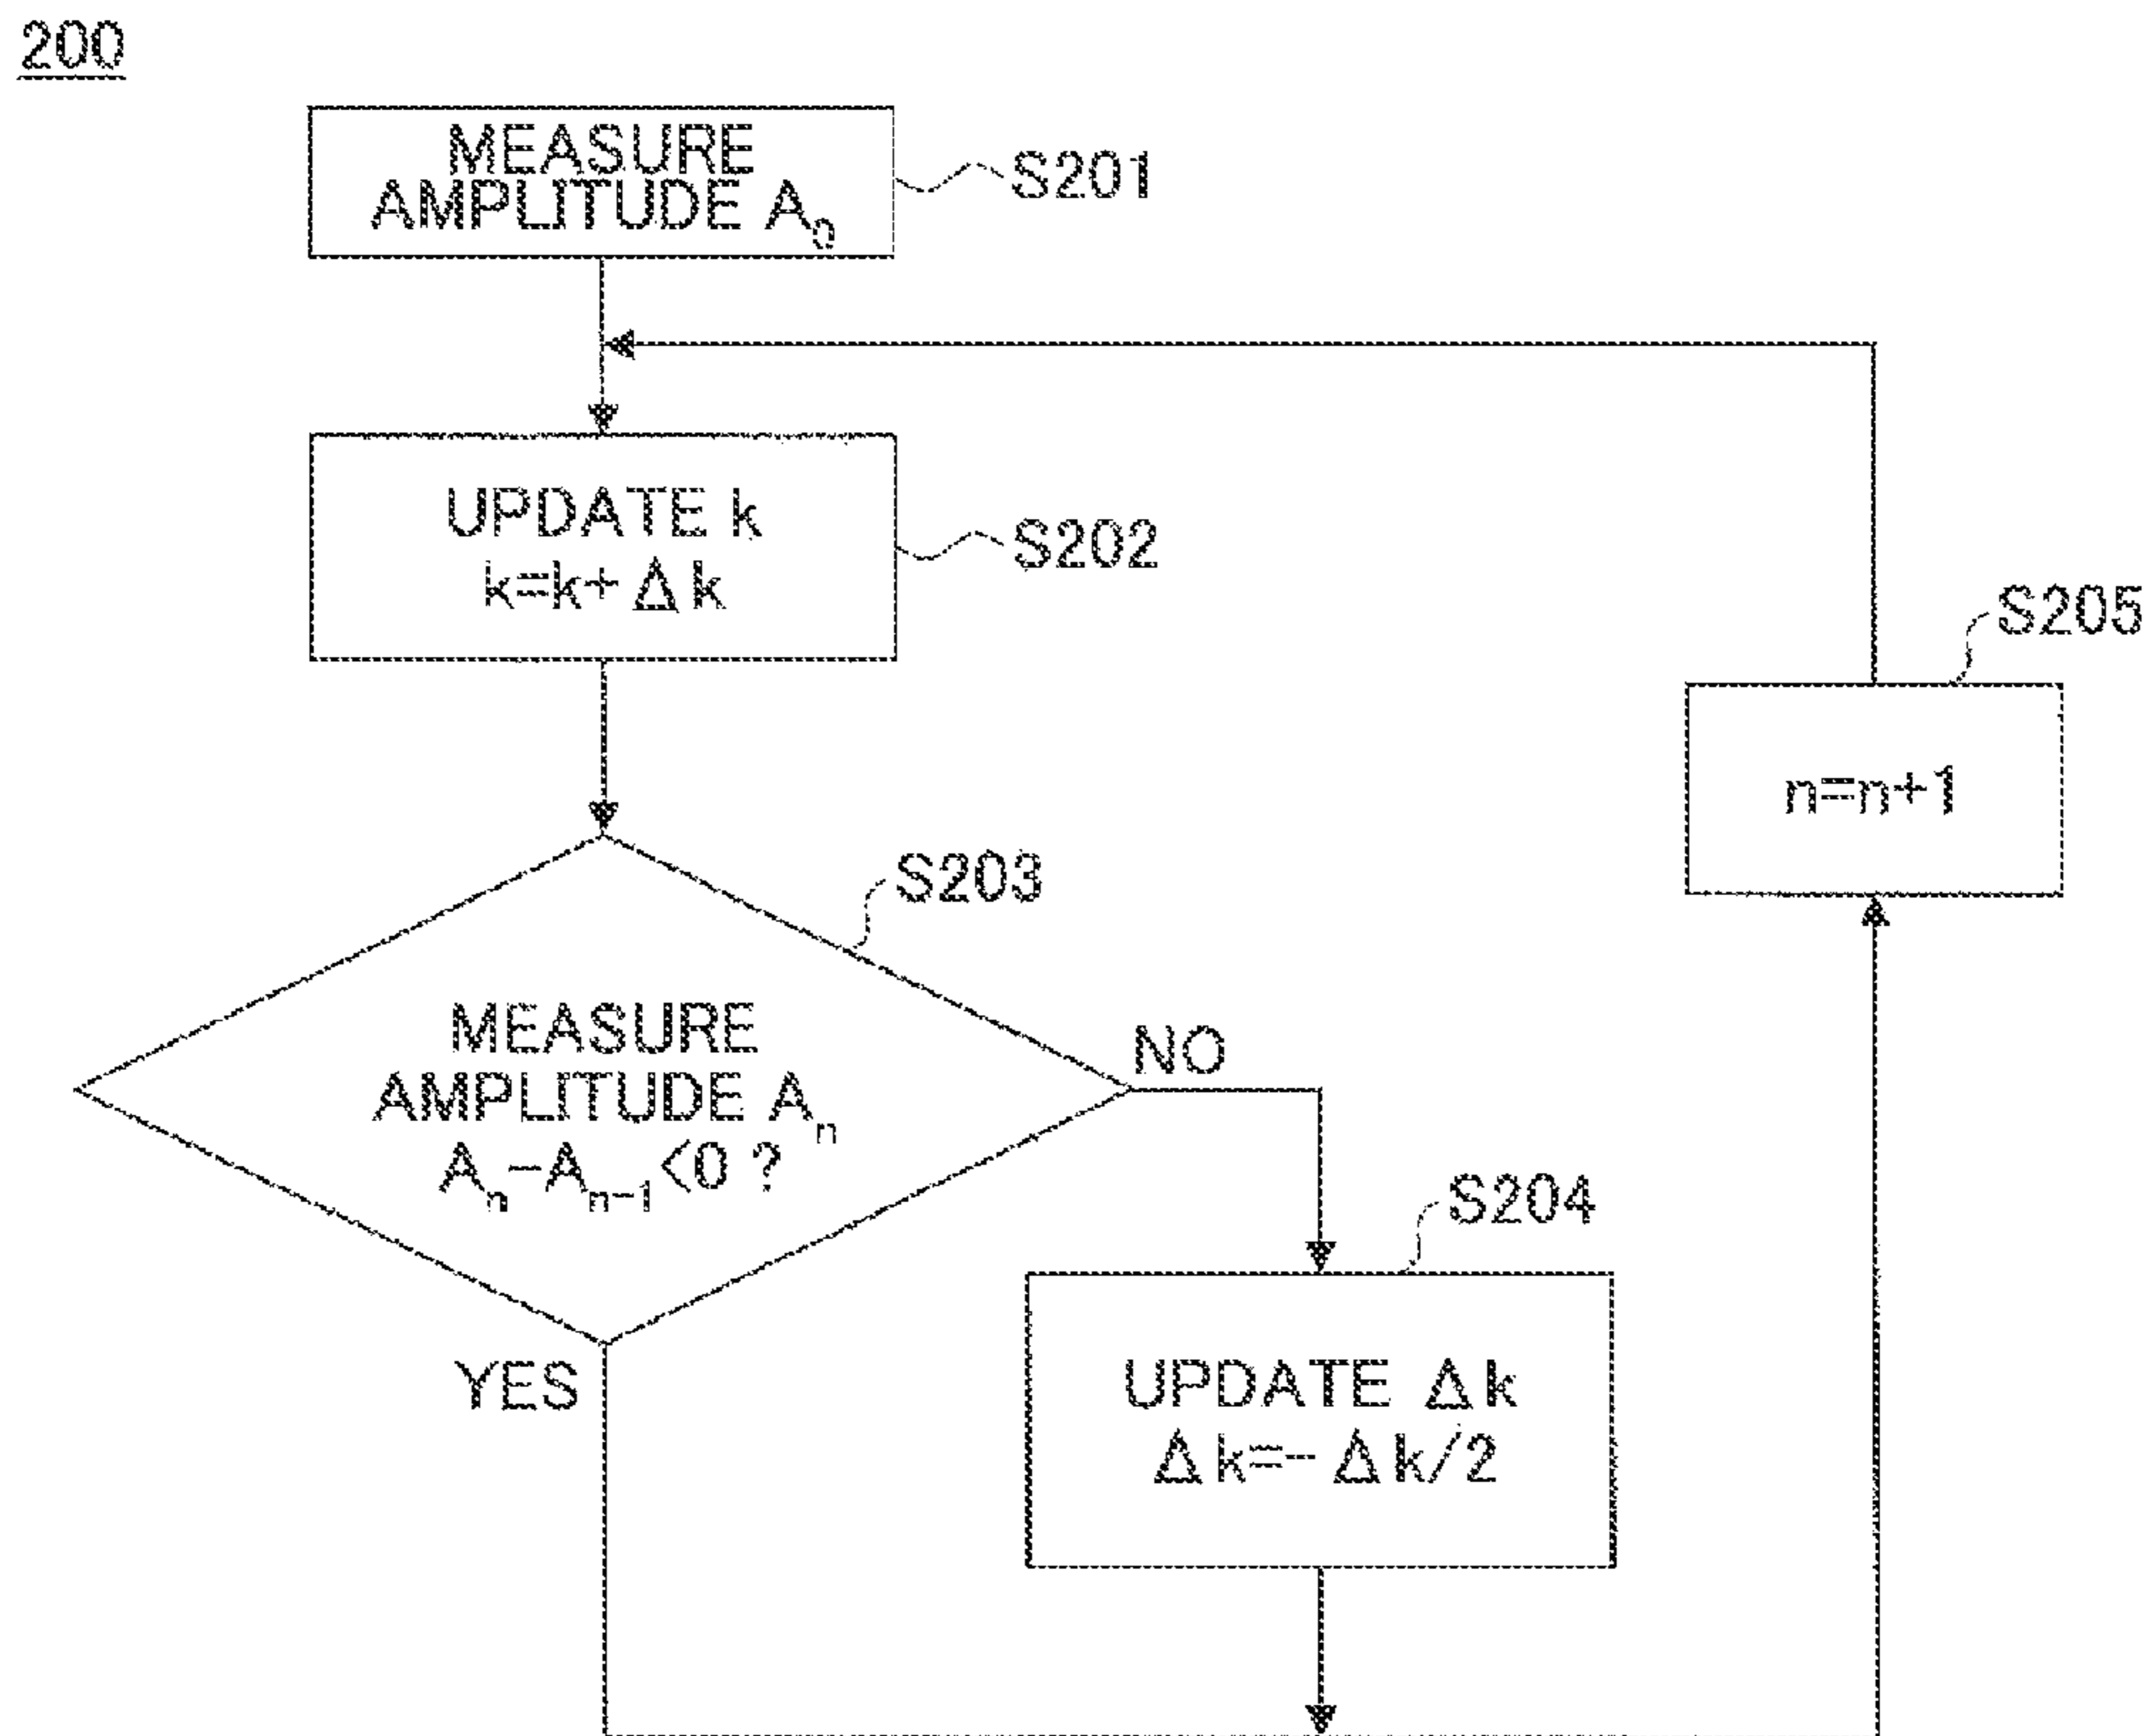 200
MEASURE
AMPLITUDE A₀
S201
UPDATE k
k=k+Δk
S202
S205
n=n+1
S203
MEASURE
AMPLITUDE Aₙ
Aₙ-Aₙ₋₁<0 ?
NO
YES
S204
UPDATE Δk
Δk=-Δk/2